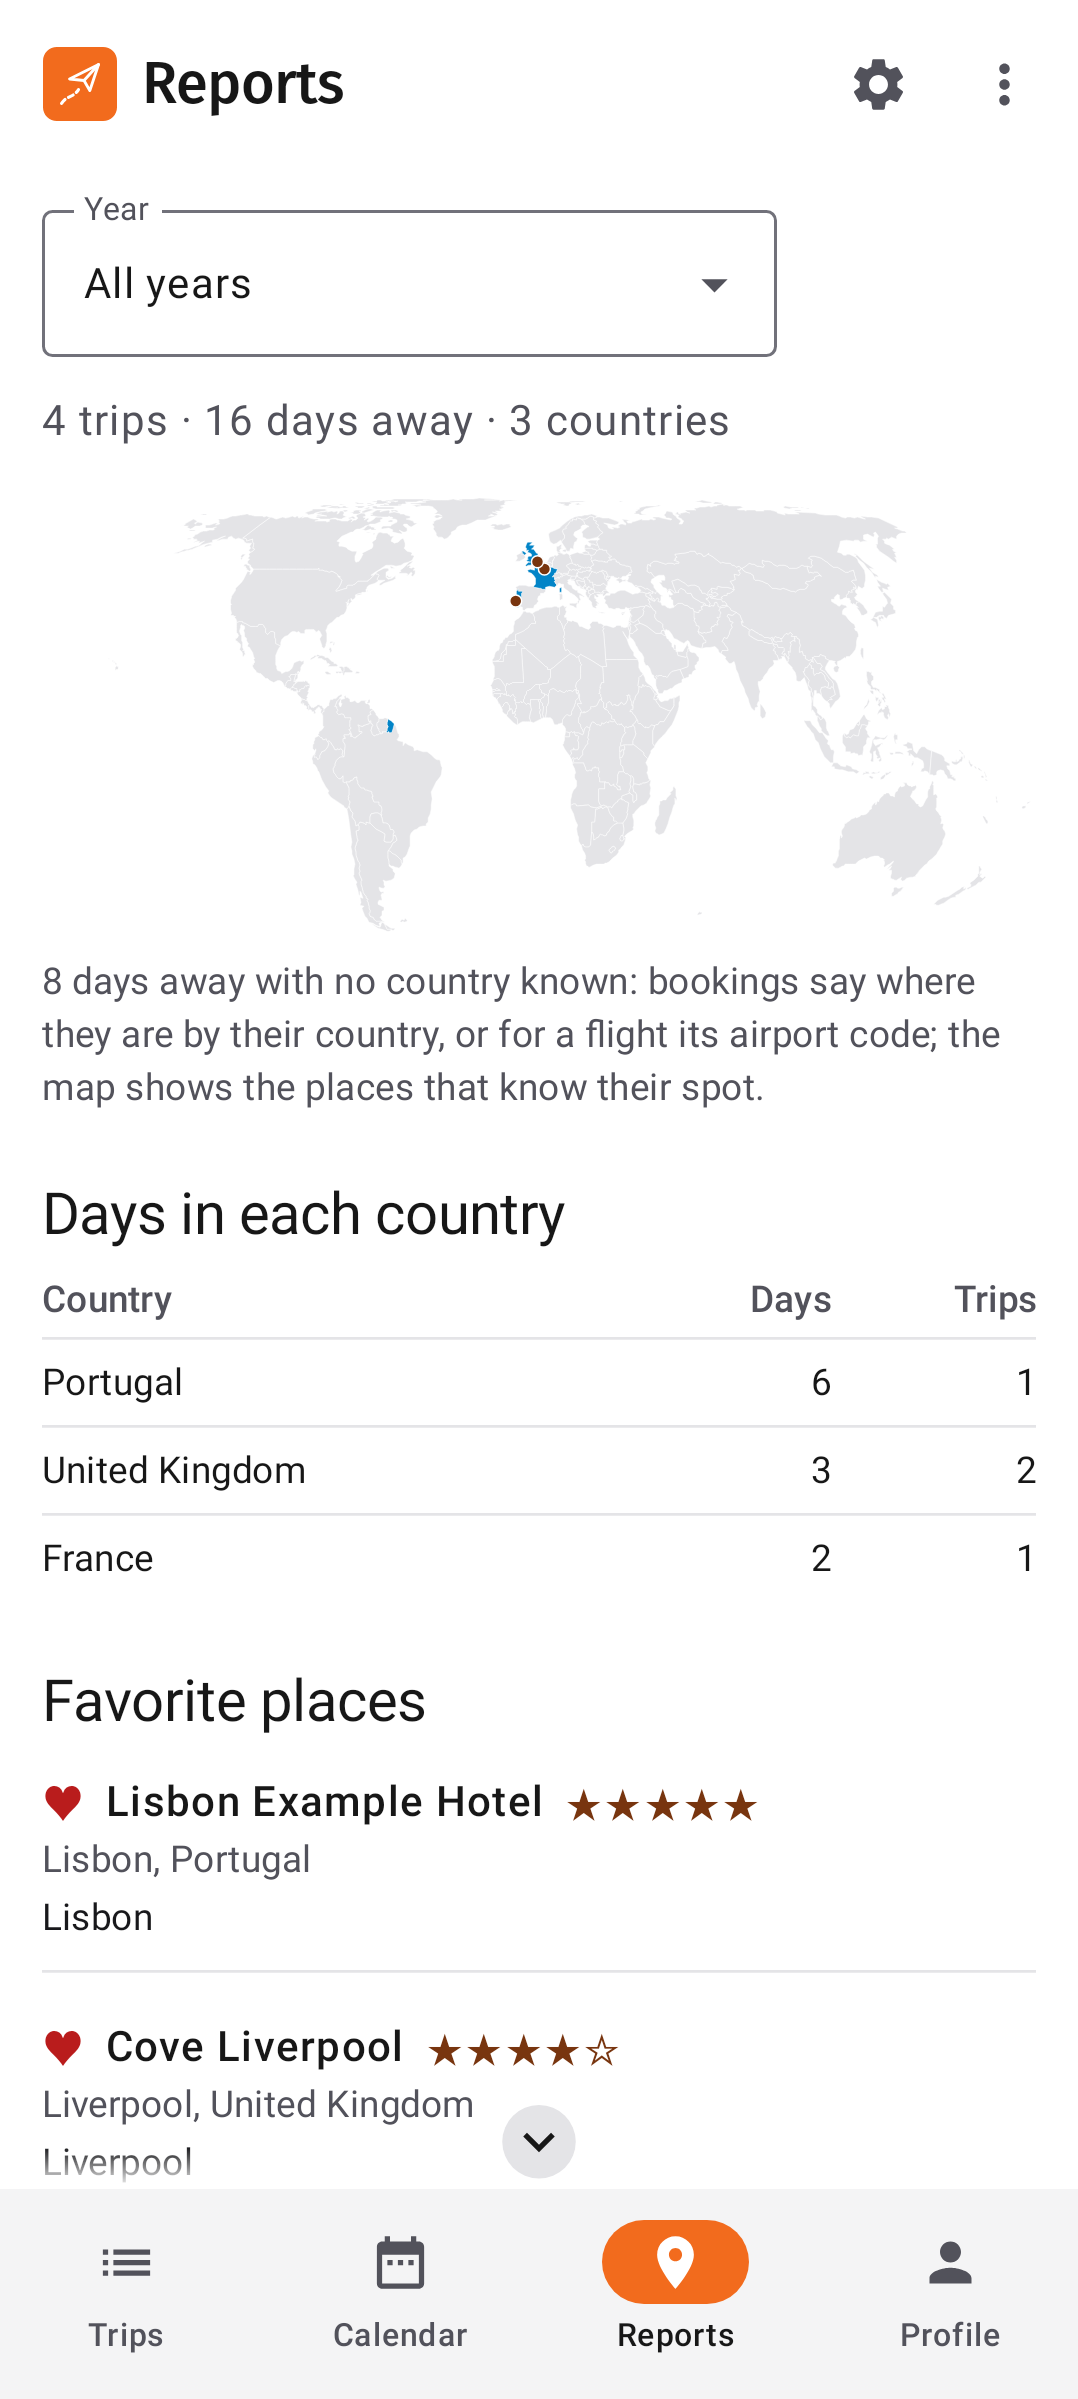 Reports
Year
All years
4 trips · 16 days away · 3 countries
8 days away with no country known: bookings say where
they are by their country, or for a flight its airport code; the
map shows the places that know their spot.
Days in each country
Country Days Trips
Portugal 6 1
United Kingdom 3 2
France 2 1
Favorite places
Lisbon Example Hotel ★★★★★
Lisbon, Portugal
Lisbon
Cove Liverpool ★★★★☆
Liverpool, United Kingdom
Liverpool
Trips Calendar Reports Profile